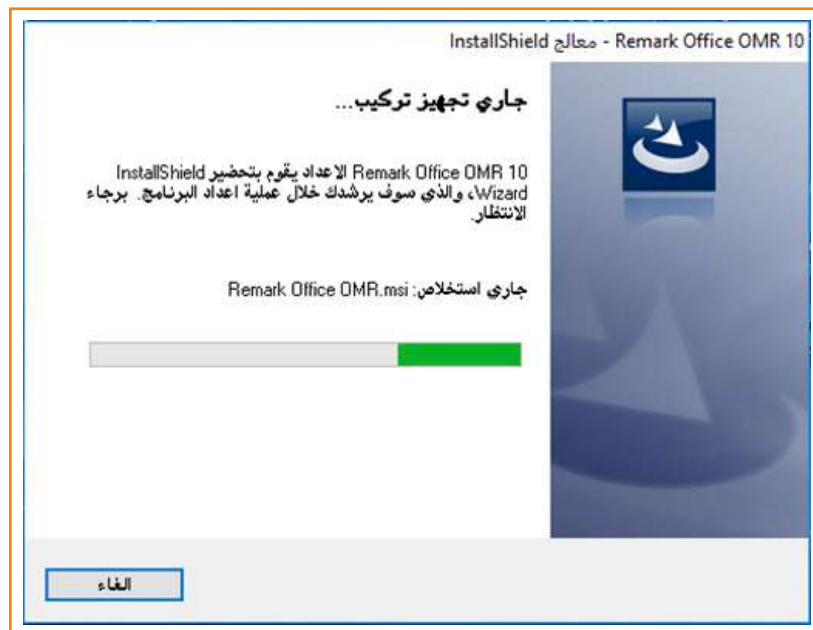 Remark Office OMR 10 - معالج InstallShield
جاري تجهيز تركيب...
Remark Office OMR 10 الاعداد يقوم بتحضير InstallShield
Wizard، والذي سوف يرشدك خلال عملية اعداد البرنامج. برجاء
الانتظار.
جاري استخلاص: Remark Office OMR.msi
الغاء